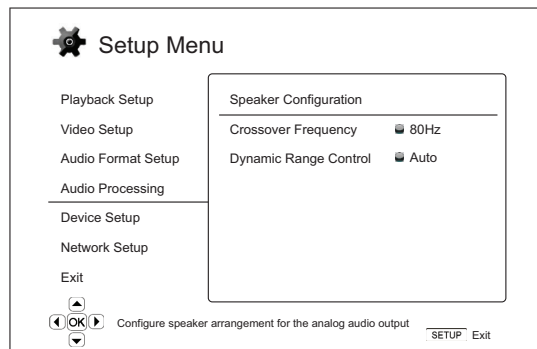 Setup Menu
Playback Setup
Video Setup
Audio Format Setup
Audio Processing
Device Setup
Network Setup
Exit
Speaker Configuration
Crossover Frequency 80Hz
Dynamic Range Control Auto
OK
Configure speaker arrangement for the analog audio output
SETUP Exit